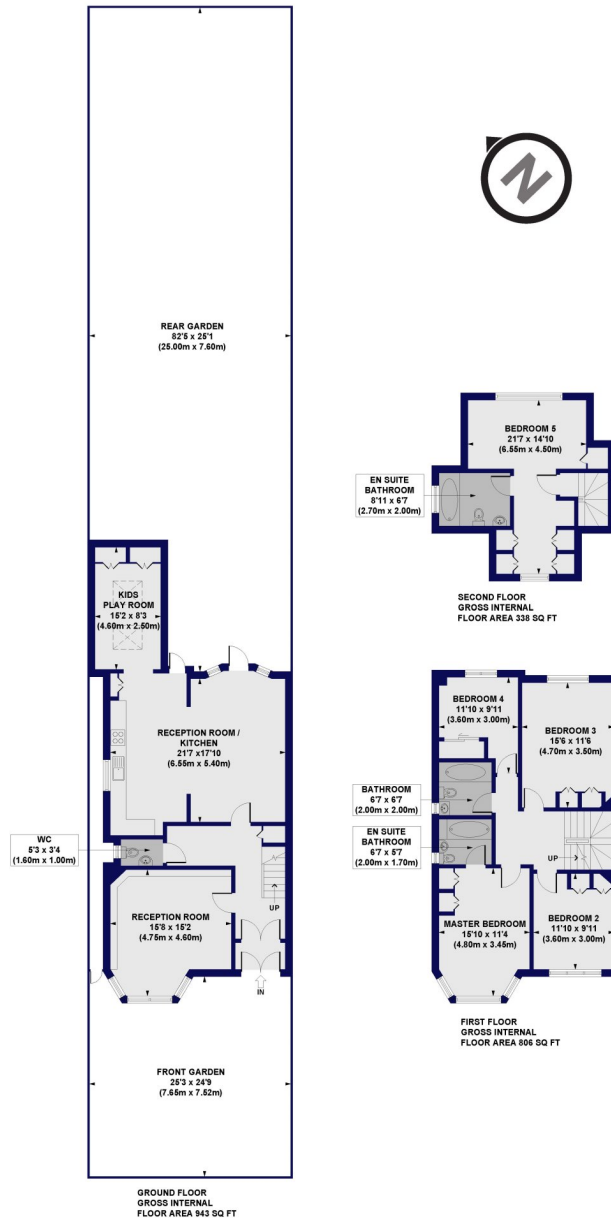 N
REAR GARDEN
82'5 x 25'1
(25.00m x 7.60m)
BEDROOM 5
21'7 x 14'10
(6.55m x 4.50m)
EN SUITE
BATHROOM
8'11 x 6'7
(2.70m x 2.00m)
SECOND FLOOR
GROSS INTERNAL
FLOOR AREA 338 SQ FT
KIDS
PLAY ROOM
15'2 x 8'3
(4.60m x 2.50m)
RECEPTION ROOM /
KITCHEN
21'7 x17'10
(6.55m x 5.40m)
WC
5'3 x 3'4
(1.60m x 1.00m)
RECEPTION ROOM
15'8 x 15'2
(4.75m x 4.60m)
UP
IN
FRONT GARDEN
25'3 x 24'9
(7.65m x 7.52m)
GROUND FLOOR
GROSS INTERNAL
FLOOR AREA 943 SQ FT
BEDROOM 4
11'10 x 9'11
(3.60m x 3.00m)
BEDROOM 3
15'6 x 11'6
(4.70m x 3.50m)
BATHROOM
6'7 x 6'7
(2.00m x 2.00m)
EN SUITE
BATHROOM
6'7 x 5'7
(2.00m x 1.70m)
UP
MASTER BEDROOM
15'10 x 11'4
(4.80m x 3.45m)
BEDROOM 2
11'10 x 9'11
(3.60m x 3.00m)
FIRST FLOOR
GROSS INTERNAL
FLOOR AREA 806 SQ FT